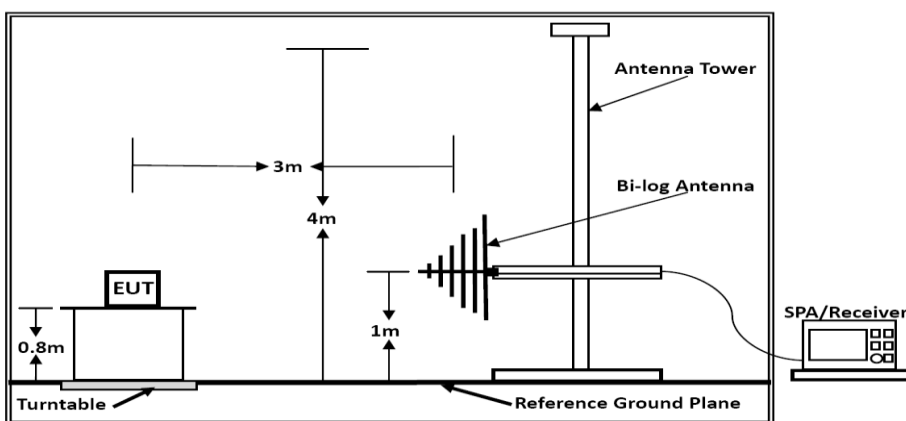 Antenna Tower
3m
Bi-log Antenna
4m
EUT
SPA/Receiver
0.8m
1m
Turntable
Reference Ground Plane